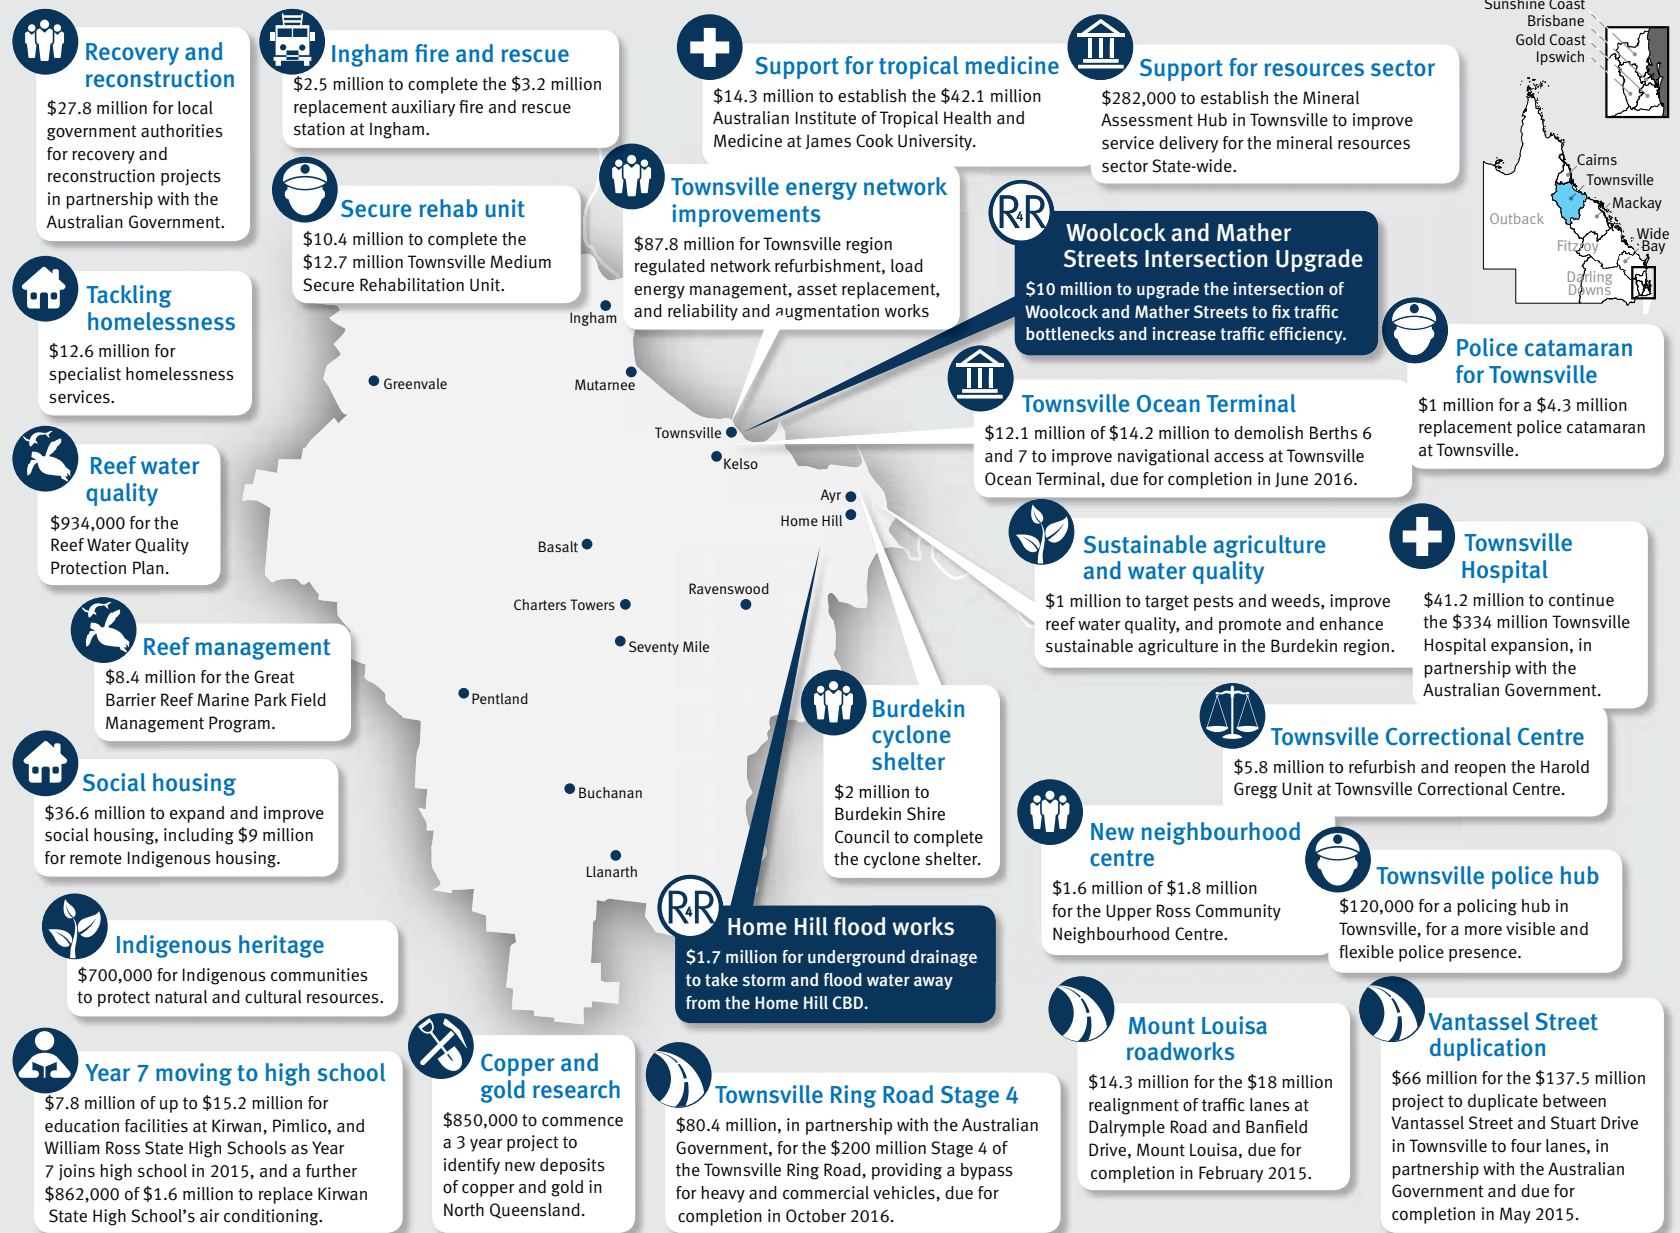 Recovery and
reconstruction
$27.8 million for local
government authorities
for recovery and
reconstruction projects
in partnership with the
Australian Government.
Ingham fire and rescue
$2.5 million to complete the $3.2 million
replacement auxiliary fire and rescue
station at Ingham.
Support for tropical medicine
$14.3 million to establish the $42.1 million
Australian Institute of Tropical Health and
Medicine at James Cook University.
Support for resources sector
$282,000 to establish the Mineral
Assessment Hub in Townsville to improve
service delivery for the mineral resources
sector State-wide.
Sunshine Coast
Brisbane
Gold Coast
Ipswich
Cairns
Townsville
Mackay
Outback
Wide
Bay
Fitzroy
Darling
Downs
Secure rehab unit
$10.4 million to complete the
$12.7 million Townsville Medium
Secure Rehabilitation Unit.
Townsville energy network
improvements
$87.8 million for Townsville region
regulated network refurbishment, load
energy management, asset replacement,
and reliability and augmentation works
R4R
Woolcock and Mather
Streets Intersection Upgrade
$10 million to upgrade the intersection of
Woolcock and Mather Streets to fix traffic
bottlenecks and increase traffic efficiency.
Tackling
homelessness
$12.6 million for
specialist homelessness
services.
Police catamaran
for Townsville
$1 million for a $4.3 million
replacement police catamaran
at Townsville.
Townsville Ocean Terminal
$12.1 million of $14.2 million to demolish Berths 6
and 7 to improve navigational access at Townsville
Ocean Terminal, due for completion in June 2016.
Ingham
Greenvale
Mutarnee
Townsville
Kelso
Ayr
Home Hill
Basalt
Charters Towers
Ravenswood
Seventy Mile
Pentland
Buchanan
Llanarth
Reef water
quality
$934,000 for the
Reef Water Quality
Protection Plan.
Sustainable agriculture
and water quality
$1 million to target pests and weeds, improve
reef water quality, and promote and enhance
sustainable agriculture in the Burdekin region.
Townsville
Hospital
$41.2 million to continue
the $334 million Townsville
Hospital expansion, in
partnership with the
Australian Government.
Reef management
$8.4 million for the Great
Barrier Reef Marine Park Field
Management Program.
Burdekin
cyclone
shelter
$2 million to
Burdekin Shire
Council to complete
the cyclone shelter.
Townsville Correctional Centre
$5.8 million to refurbish and reopen the Harold
Gregg Unit at Townsville Correctional Centre.
Social housing
$36.6 million to expand and improve
social housing, including $9 million
for remote Indigenous housing.
New neighbourhood
centre
$1.6 million of $1.8 million
for the Upper Ross Community
Neighbourhood Centre.
Townsville police hub
$120,000 for a policing hub in
Townsville, for a more visible and
flexible police presence.
Indigenous heritage
$700,000 for Indigenous communities
to protect natural and cultural resources.
R4R
Home Hill flood works
$1.7 million for underground drainage
to take storm and flood water away
from the Home Hill CBD.
Year 7 moving to high school
$7.8 million of up to $15.2 million for
education facilities at Kirwan, Pimlico, and
William Ross State High Schools as Year
7 joins high school in 2015, and a further
$862,000 of $1.6 million to replace Kirwan
State High School's air conditioning.
Copper and
gold research
$850,000 to commence
a 3 year project to
identify new deposits
of copper and gold in
North Queensland.
Townsville Ring Road Stage 4
$80.4 million, in partnership with the Australian
Government, for the $200 million Stage 4 of
the Townsville Ring Road, providing a bypass
for heavy and commercial vehicles, due for
completion in October 2016.
Mount Louisa
roadworks
$14.3 million for the $18 million
realignment of traffic lanes at
Dalrymple Road and Banfield
Drive, Mount Louisa, due for
completion in February 2015.
Vantassel Street
duplication
$66 million for the $137.5 million
project to duplicate between
Vantassel Street and Stuart Drive
in Townsville to four lanes, in
partnership with the Australian
Government and due for
completion in May 2015.